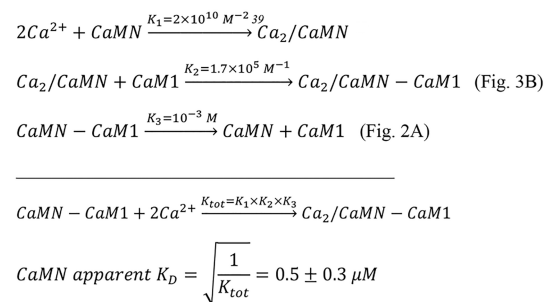 2Ca²⁺ + CaMN —K₁=2×10¹⁰ M⁻² ³⁹→ Ca₂/CaMN
Ca₂/CaMN + CaM1 —K₂=1.7×10⁵ M⁻¹→ Ca₂/CaMN − CaM1 (Fig. 3B)
CaMN − CaM1 —K₃=10⁻³ M→ CaMN + CaM1 (Fig. 2A)
CaMN − CaM1 + 2Ca²⁺ —Kₜₒₜ=K₁×K₂×K₃→ Ca₂/CaMN − CaM1
CaMN apparent K_D = √(1/Kₜₒₜ) = 0.5 ± 0.3 μM